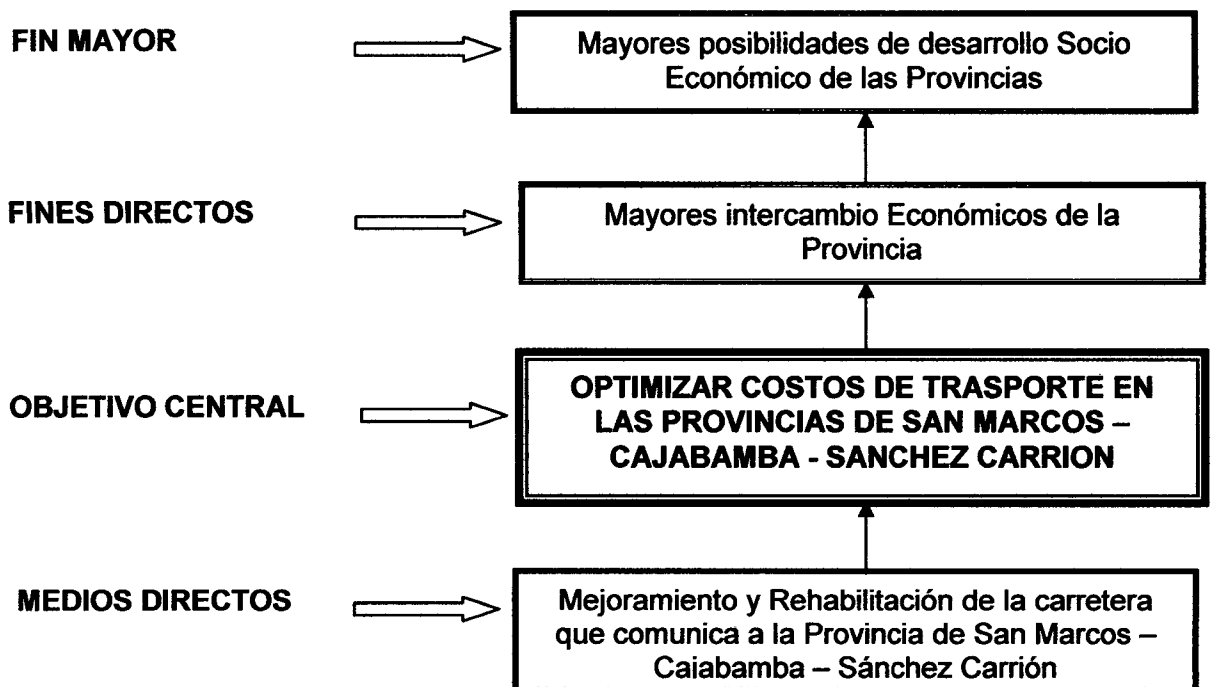 FIN MAYOR
Mayores posibilidades de desarrollo Socio
Económico de las Provincias
FINES DIRECTOS
Mayores intercambio Económicos de la
Provincia
OBJETIVO CENTRAL
OPTIMIZAR COSTOS DE TRASPORTE EN
LAS PROVINCIAS DE SAN MARCOS –
CAJABAMBA - SANCHEZ CARRION
MEDIOS DIRECTOS
Mejoramiento y Rehabilitación de la carretera
que comunica a la Provincia de San Marcos –
Cajabamba – Sánchez Carrión